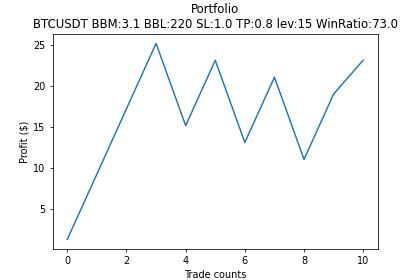 Portfolio
BTCUSDT BBM:3.1 BBL:220 SL:1.0 TP:0.8 lev:15 WinRatio:73.0
25
20
15
10
5
Profit ($)
0 2 4 6 8 10
Trade counts